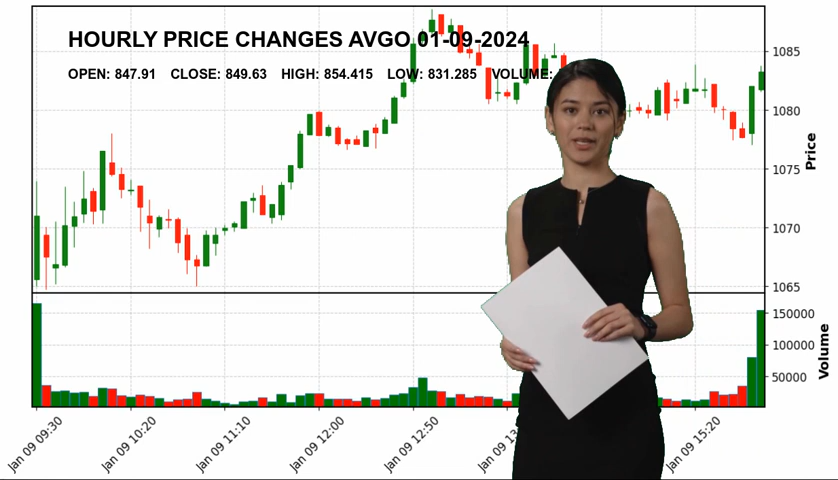 HOURLY PRICE CHANGES AVGO 01-09-2024
OPEN: 847.91 CLOSE: 849.63 HIGH: 854.415 LOW: 831.285 VOLUME:
1085
1080
1075
1070
1065
Price
150000
100000
50000
Volume
Jan 09 09:30
Jan 09 10:20
Jan 09 11:10
Jan 09 12:00
Jan 09 12:50
Jan 09
Jan 09 15:20